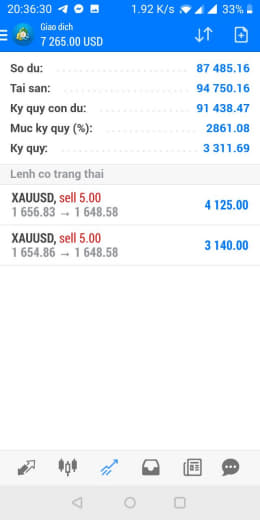 20:36:30 1.92 K/s 33%
Giao dich
7 265.00 USD
So du: 87 485.16
Tai san: 94 750.16
Ky quy con du: 91 438.47
Muc ky quy (%): 2861.08
Ky quy: 3 311.69
Lenh co trang thai
XAUUSD, sell 5.00
1 656.83 → 1 648.58 4 125.00
XAUUSD, sell 5.00
1 654.86 → 1 648.58 3 140.00